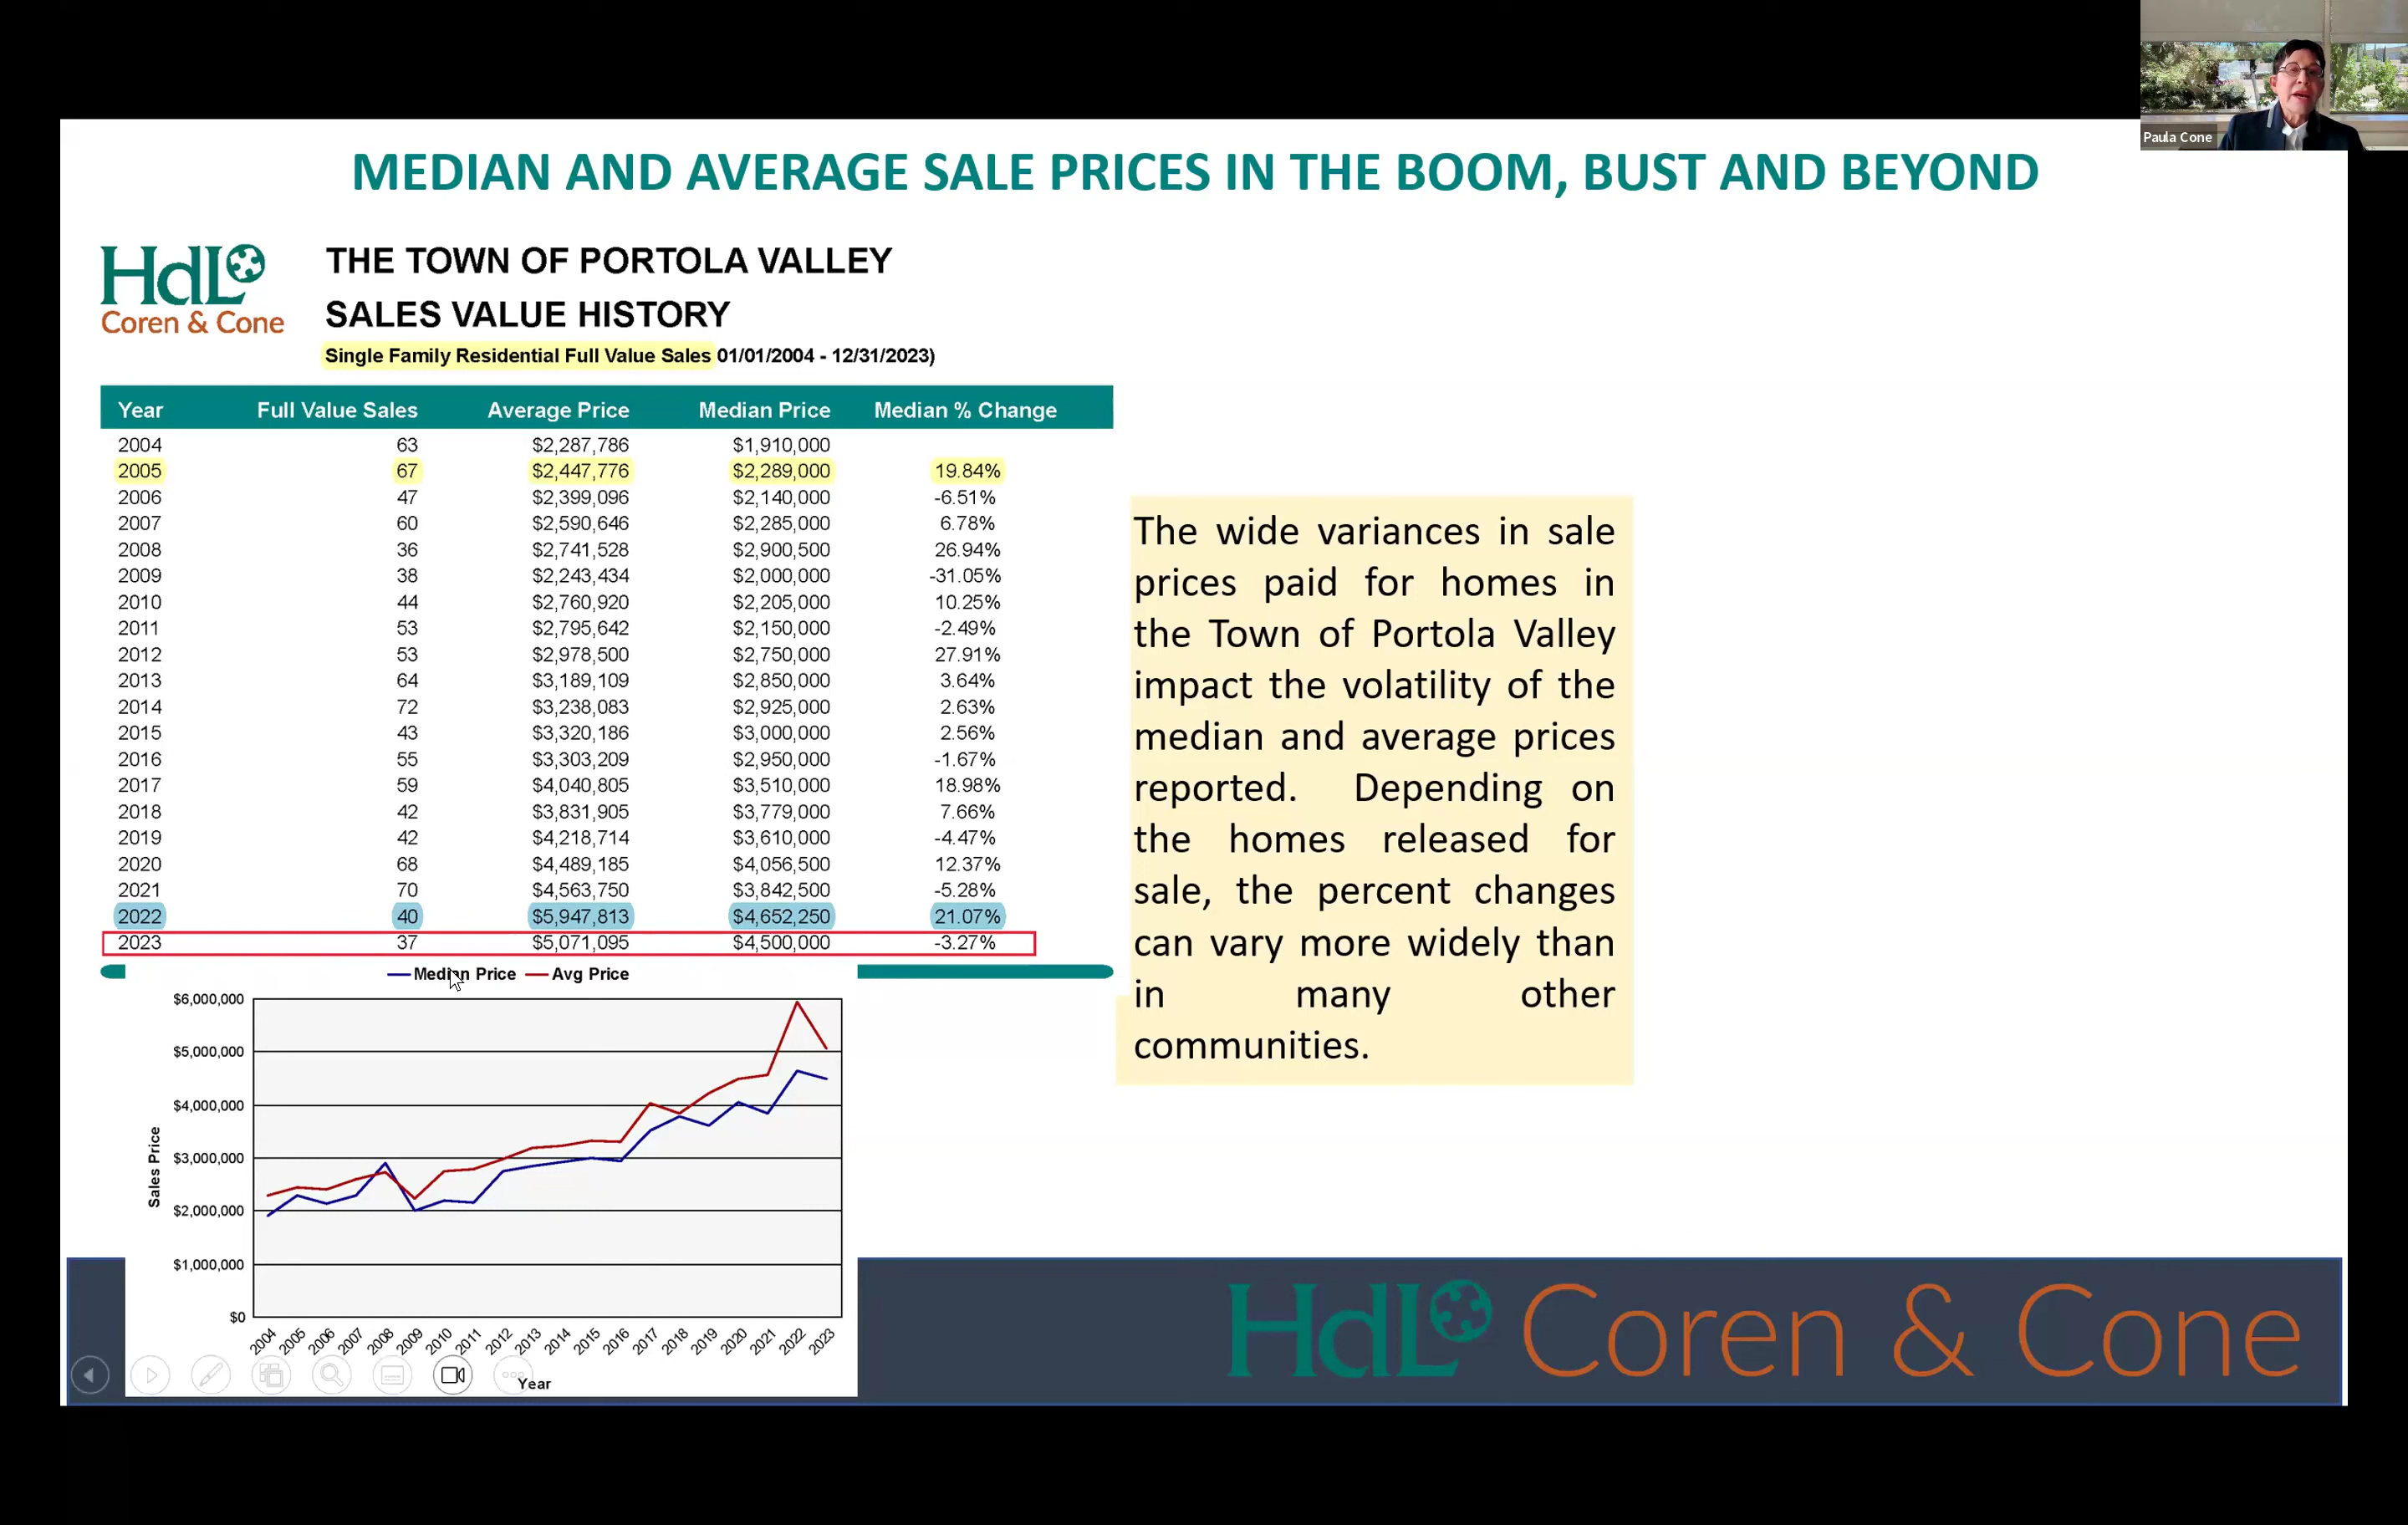 Paula Cone
MEDIAN AND AVERAGE SALE PRICES IN THE BOOM, BUST AND BEYOND
HdL
Coren & Cone
THE TOWN OF PORTOLA VALLEY
SALES VALUE HISTORY
Single Family Residential Full Value Sales 01/01/2004 - 12/31/2023)
Year Full Value Sales Average Price Median Price Median % Change
2004 63 $2,287,786 $1,910,000
2005 67 $2,447,776 $2,289,000 19.84%
2006 47 $2,399,096 $2,140,000 -6.51%
2007 60 $2,590,646 $2,285,000 6.78%
2008 36 $2,741,528 $2,900,500 26.94%
2009 38 $2,243,434 $2,000,000 -31.05%
2010 44 $2,760,920 $2,205,000 10.25%
2011 53 $2,795,642 $2,150,000 -2.49%
2012 53 $2,978,500 $2,750,000 27.91%
2013 64 $3,189,109 $2,850,000 3.64%
2014 72 $3,238,083 $2,925,000 2.63%
2015 43 $3,320,186 $3,000,000 2.56%
2016 55 $3,303,209 $2,950,000 -1.67%
2017 59 $4,040,805 $3,510,000 18.98%
2018 42 $3,831,905 $3,779,000 7.66%
2019 42 $4,218,714 $3,610,000 -4.47%
2020 68 $4,489,185 $4,056,500 12.37%
2021 70 $4,563,750 $3,842,500 -5.28%
2022 40 $5,947,813 $4,652,250 21.07%
2023 37 $5,071,095 $4,500,000 -3.27%
The wide variances in sale
prices paid for homes in
the Town of Portola Valley
impact the volatility of the
median and average prices
reported. Depending on
the homes released for
sale, the percent changes
can vary more widely than
in many other
communities.
Median Price Avg Price
$6,000,000
$5,000,000
$4,000,000
$3,000,000
$2,000,000
$1,000,000
$0
Sales Price
2004 2005 2006 2007 2008 2009 2010 2011 2012 2013 2014 2015 2016 2017 2018 2019 2020 2021 2022 2023
Year
HdL Coren & Cone